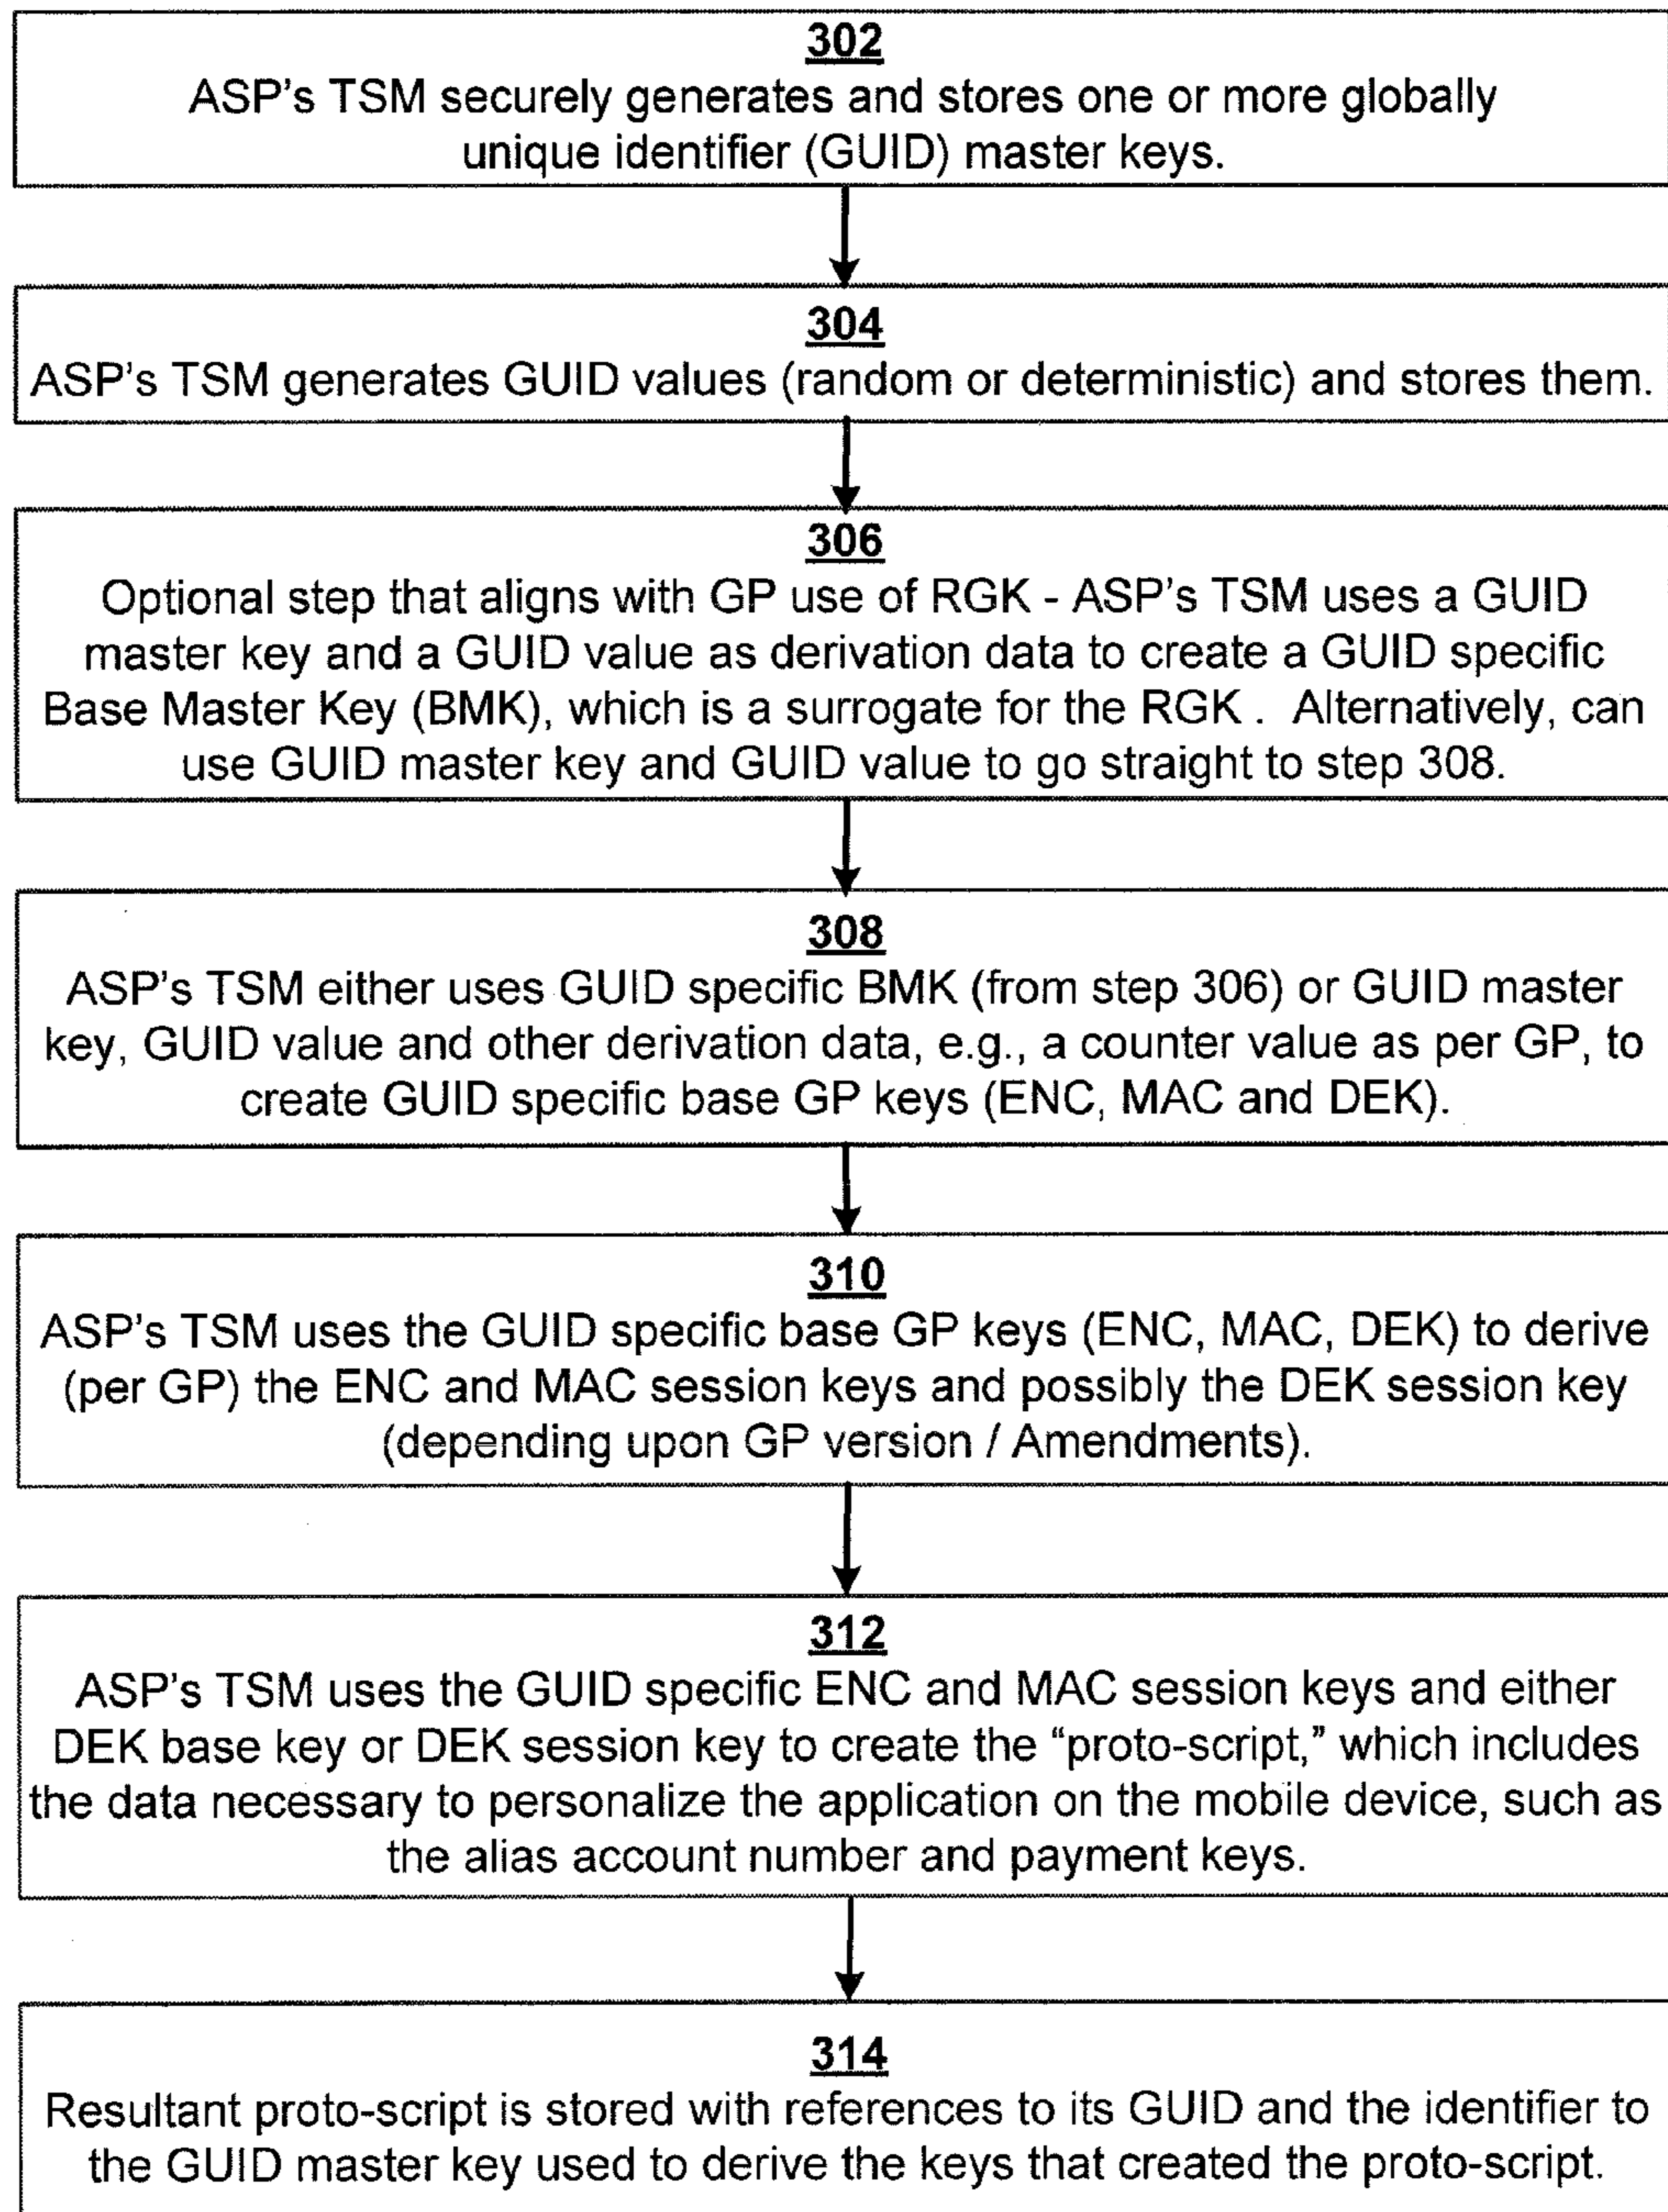 302
ASP's TSM securely generates and stores one or more globally
unique identifier (GUID) master keys.
304
ASP's TSM generates GUID values (random or deterministic) and stores them.
306
Optional step that aligns with GP use of RGK - ASP's TSM uses a GUID
master key and a GUID value as derivation data to create a GUID specific
Base Master Key (BMK), which is a surrogate for the RGK . Alternatively, can
use GUID master key and GUID value to go straight to step 308.
308
ASP's TSM either uses GUID specific BMK (from step 306) or GUID master
key, GUID value and other derivation data, e.g., a counter value as per GP, to
create GUID specific base GP keys (ENC, MAC and DEK).
310
ASP's TSM uses the GUID specific base GP keys (ENC, MAC, DEK) to derive
(per GP) the ENC and MAC session keys and possibly the DEK session key
(depending upon GP version / Amendments).
312
ASP's TSM uses the GUID specific ENC and MAC session keys and either
DEK base key or DEK session key to create the “proto-script,” which includes
the data necessary to personalize the application on the mobile device, such as
the alias account number and payment keys.
314
Resultant proto-script is stored with references to its GUID and the identifier to
the GUID master key used to derive the keys that created the proto-script.